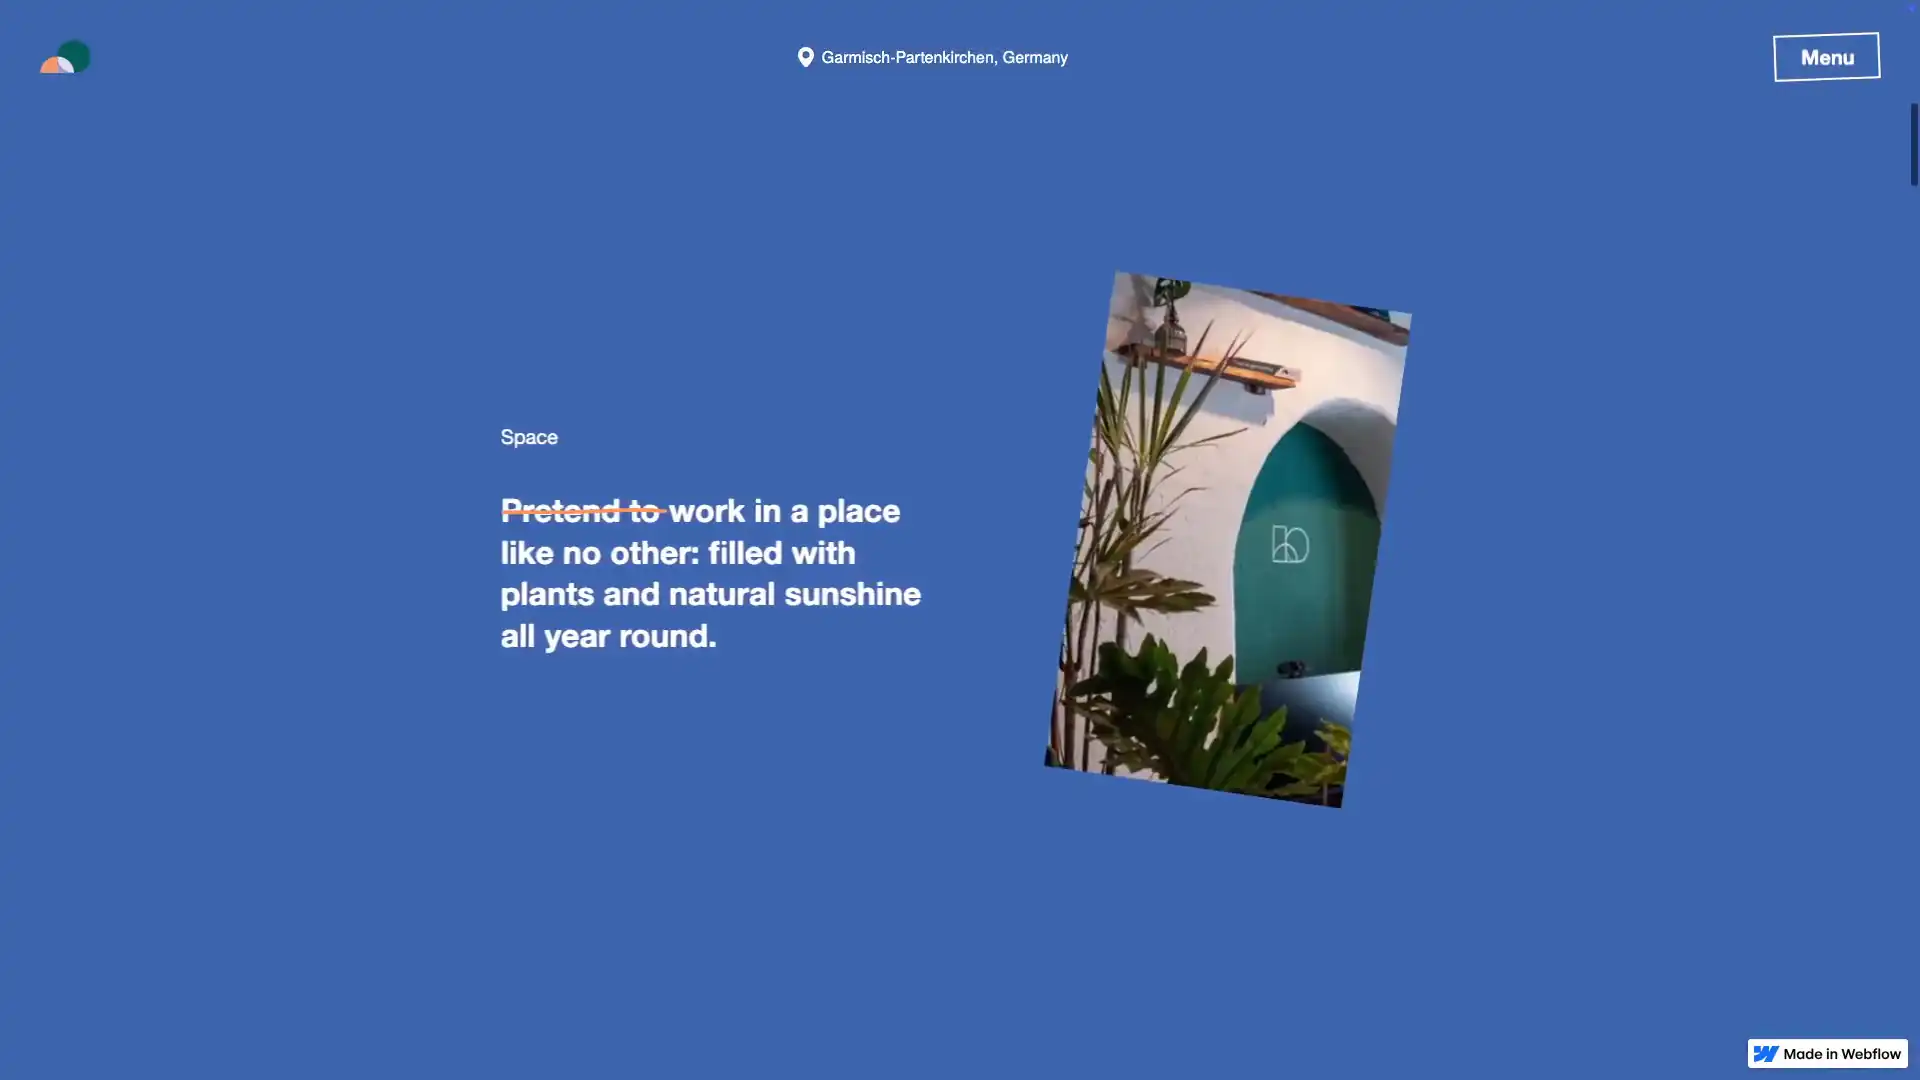 Garmisch-Partenkirchen, Germany
Menu
Space
Pretend to work in a place
like no other: filled with
plants and natural sunshine
all year round.
Made in Webflow